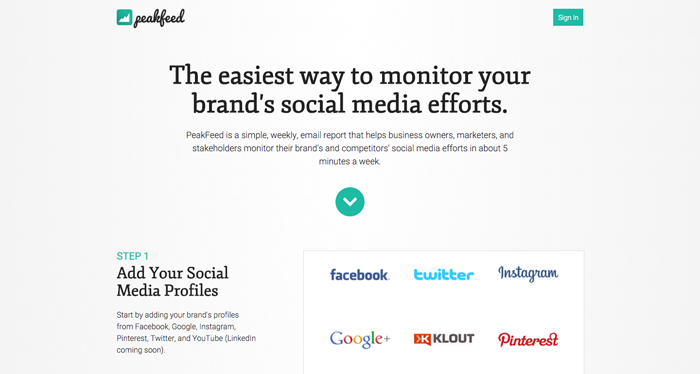 peakfeed
Sign in
The easiest way to monitor your
brand's social media efforts.
PeakFeed is a simple, weekly, email report that helps business owners, marketers, and
stakeholders monitor their brand's and competitors' social media efforts in about 5
minutes a week.
STEP 1
Add Your Social
Media Profiles
Start by adding your brand's profiles
from Facebook, Google, Instagram,
Pinterest, Twitter, and YouTube (LinkedIn
coming soon).
facebook. twitter Instagram
Google+ KLOUT Pinterest